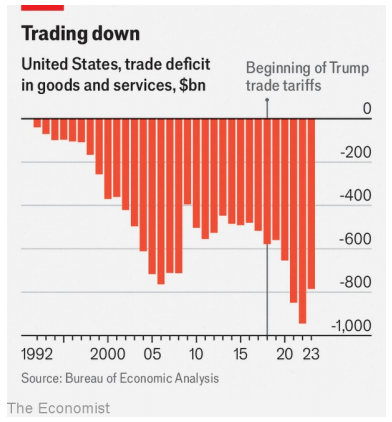 Trading down
United States, trade deficit
in goods and services, $bn
Beginning of Trump
trade tariffs
0
-200
-400
-600
-800
-1,000
1992 2000 05 10 15 20 23
Source: Bureau of Economic Analysis
The Economist